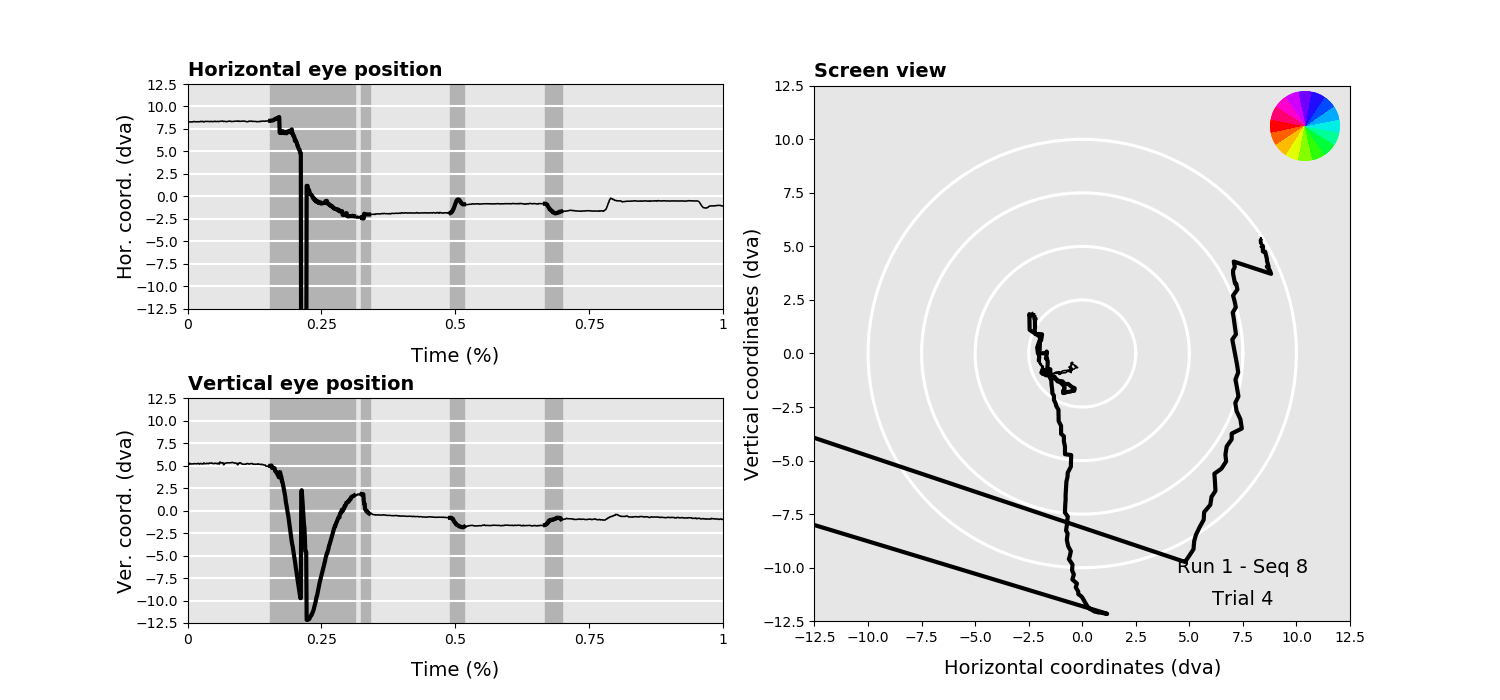 Horizontal eye position
Hor. coord. (dva)
12.5
10.0
7.5
5.0
2.5
0.0
−2.5
−5.0
−7.5
−10.0
−12.5
0 0.25 0.5 0.75 1
Time (%)
Vertical eye position
Ver. coord. (dva)
12.5
10.0
7.5
5.0
2.5
0.0
−2.5
−5.0
−7.5
−10.0
−12.5
0 0.25 0.5 0.75 1
Time (%)
Screen view
Vertical coordinates (dva)
12.5
10.0
7.5
5.0
2.5
0.0
−2.5
−5.0
−7.5
−10.0
−12.5
Run 1 - Seq 8
Trial 4
−12.5 −10.0 −7.5 −5.0 −2.5 0.0 2.5 5.0 7.5 10.0 12.5
Horizontal coordinates (dva)